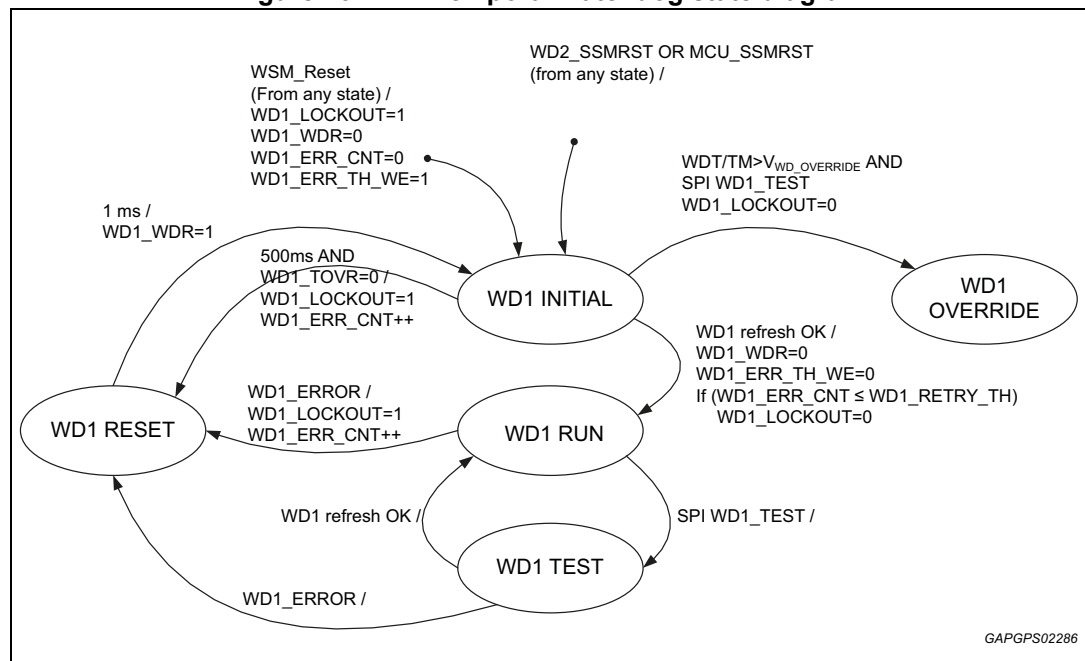 WD2_SSMRST OR MCU_SSMRST
(from any state) /
WSM_Reset
(From any state) /
WD1_LOCKOUT=1
WD1_WDR=0
WD1_ERR_CNT=0
WD1_ERR_TH_WE=1
WDT/TM>VWD_OVERRIDE AND
SPI WD1_TEST
WD1_LOCKOUT=0
1 ms /
WD1_WDR=1
500ms AND
WD1_TOVR=0 /
WD1_LOCKOUT=1
WD1_ERR_CNT++
WD1 INITIAL
WD1
OVERRIDE
WD1 refresh OK /
WD1_WDR=0
WD1_ERR_TH_WE=0
If (WD1_ERR_CNT ≤ WD1_RETRY_TH)
WD1_LOCKOUT=0
WD1_ERROR /
WD1_LOCKOUT=1
WD1_ERR_CNT++
WD1 RESET
WD1 RUN
WD1 refresh OK /
SPI WD1_TEST /
WD1 TEST
WD1_ERROR /
GAPGPS02286